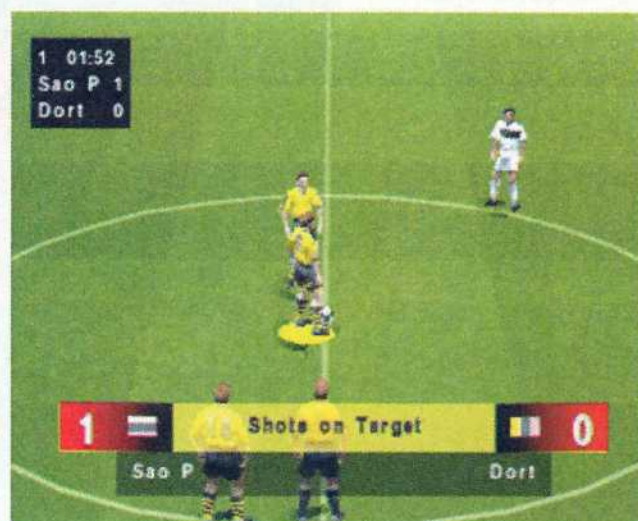 1 01:52
Sao P 1
Dort 0
1 Shots on Target 0
Sao P Dort